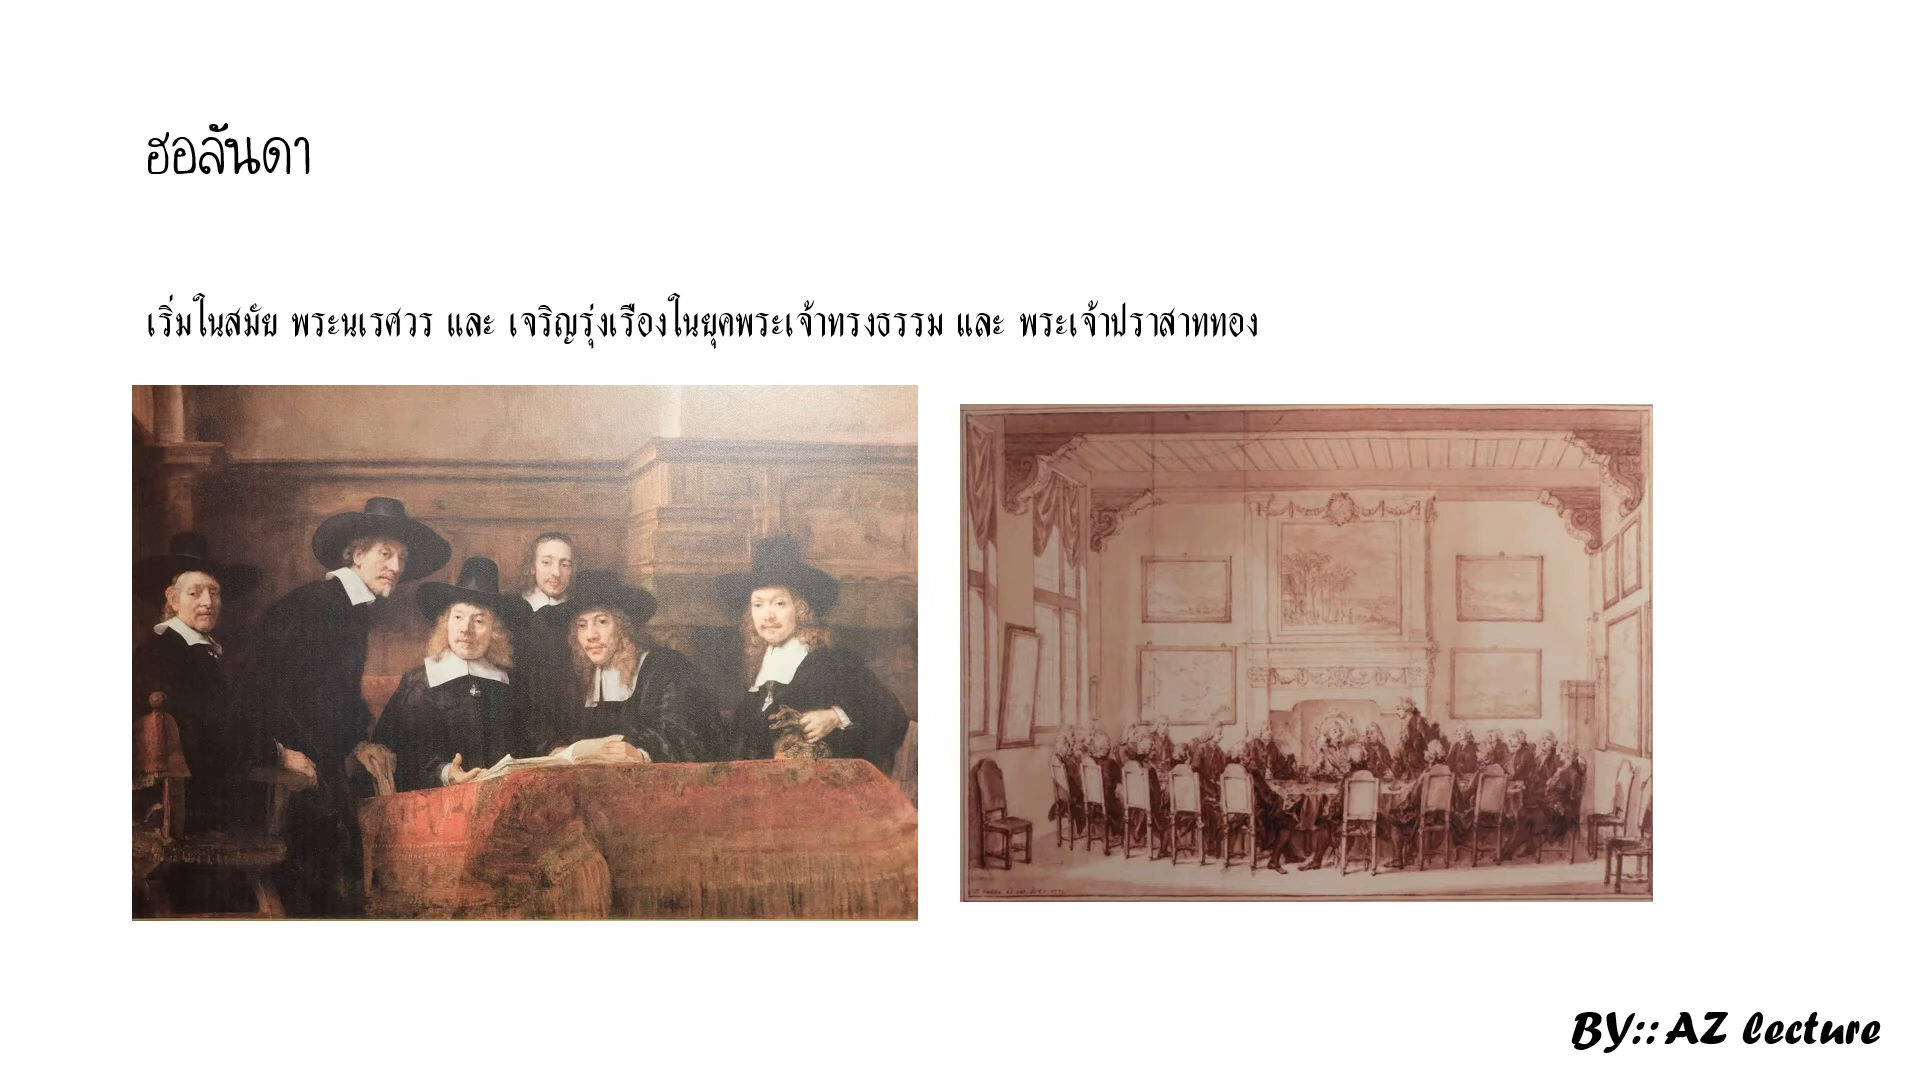 ฮอลันดา
เริ่มในสมัย พระนเรศวร และ เจริญรุ่งเรืองในยุคพระเจ้าทรงธรรม และ พระเจ้าปราสาททอง
BY:: AZ lecture